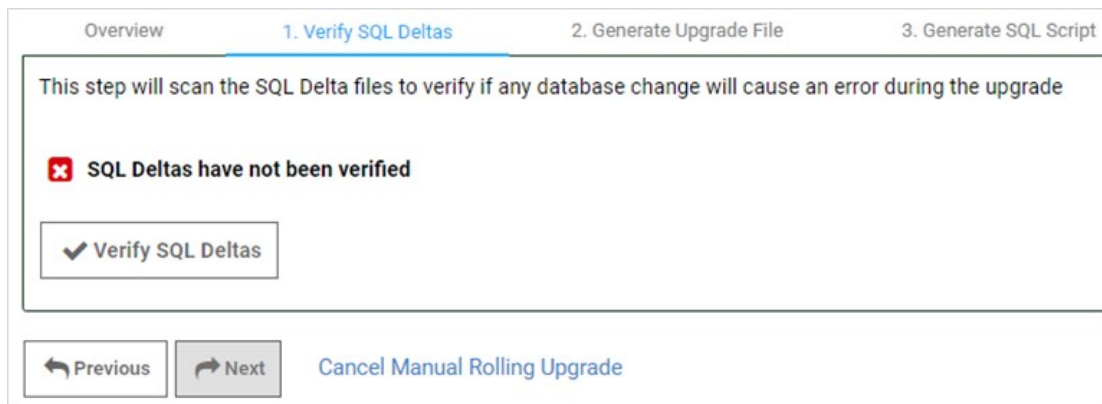 Overview 1. Verify SQL Deltas 2. Generate Upgrade File 3. Generate SQL Script
This step will scan the SQL Delta files to verify if any database change will cause an error during the upgrade
SQL Deltas have not been verified
Verify SQL Deltas
Previous Next Cancel Manual Rolling Upgrade